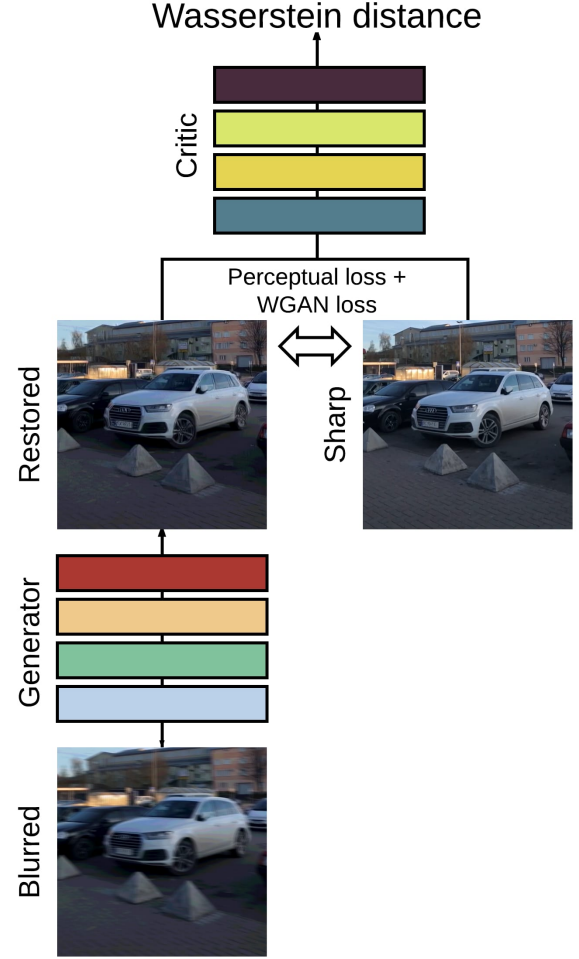 Wasserstein distance
Critic
Perceptual loss +
WGAN loss
Restored
Sharp
Generator
Blurred